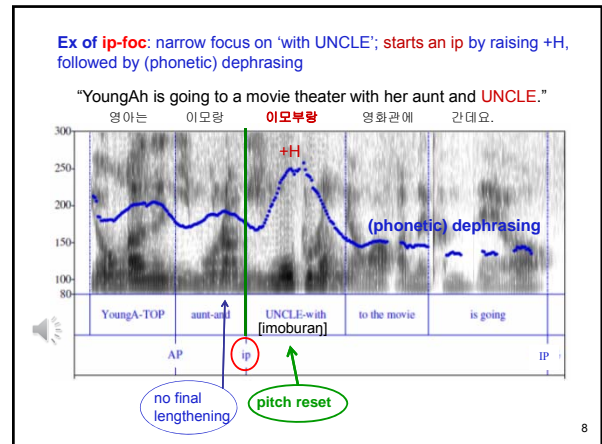 Ex of ip-foc: narrow focus on ‘with UNCLE’; starts an ip by raising +H,
followed by (phonetic) dephrasing
“YoungAh is going to a movie theater with her aunt and UNCLE.”
영아는 이모랑 이모부랑 영화관에 간데요.
300
+H
250
200
(phonetic) dephrasing
150
100
80
YoungA-TOP aunt-and UNCLE-with to the movie is going
[imoburaŋ]
AP ip IP
no final
lengthening
pitch reset
8